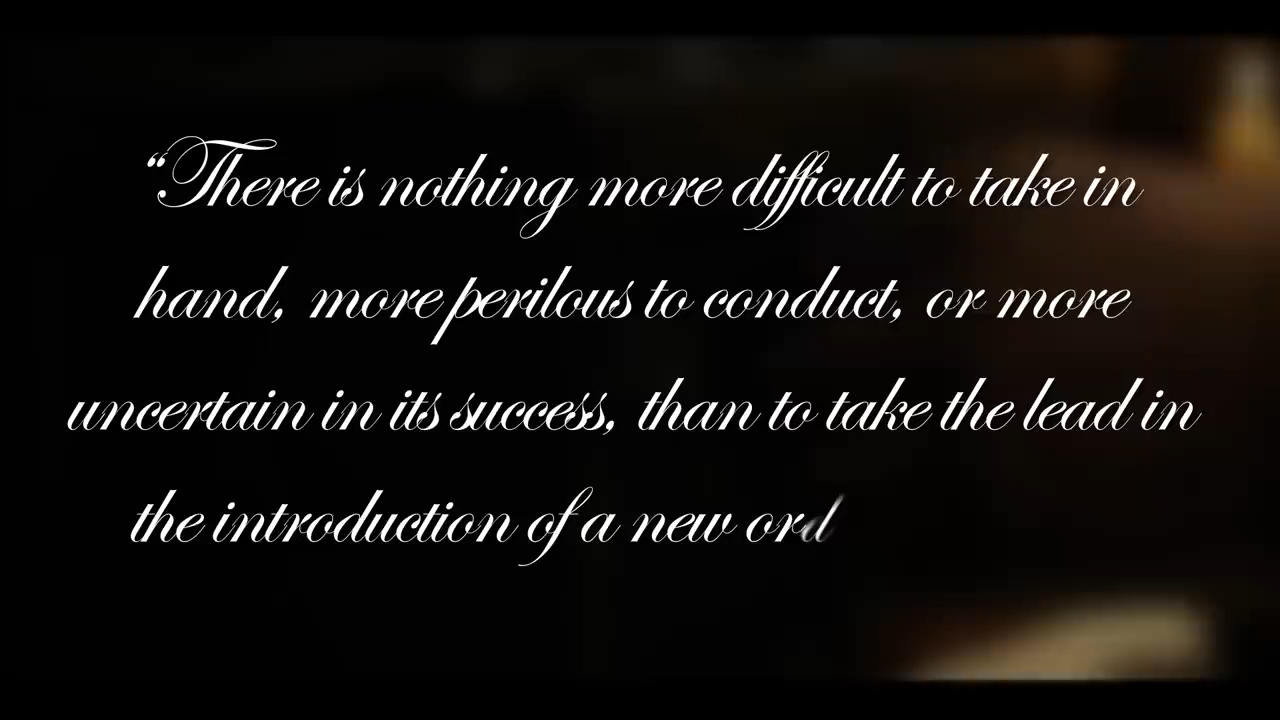 “There is nothing more difficult to take in
hand, more perilous to conduct, or more
uncertain in its success, than to take the lead in
the introduction of a new ord